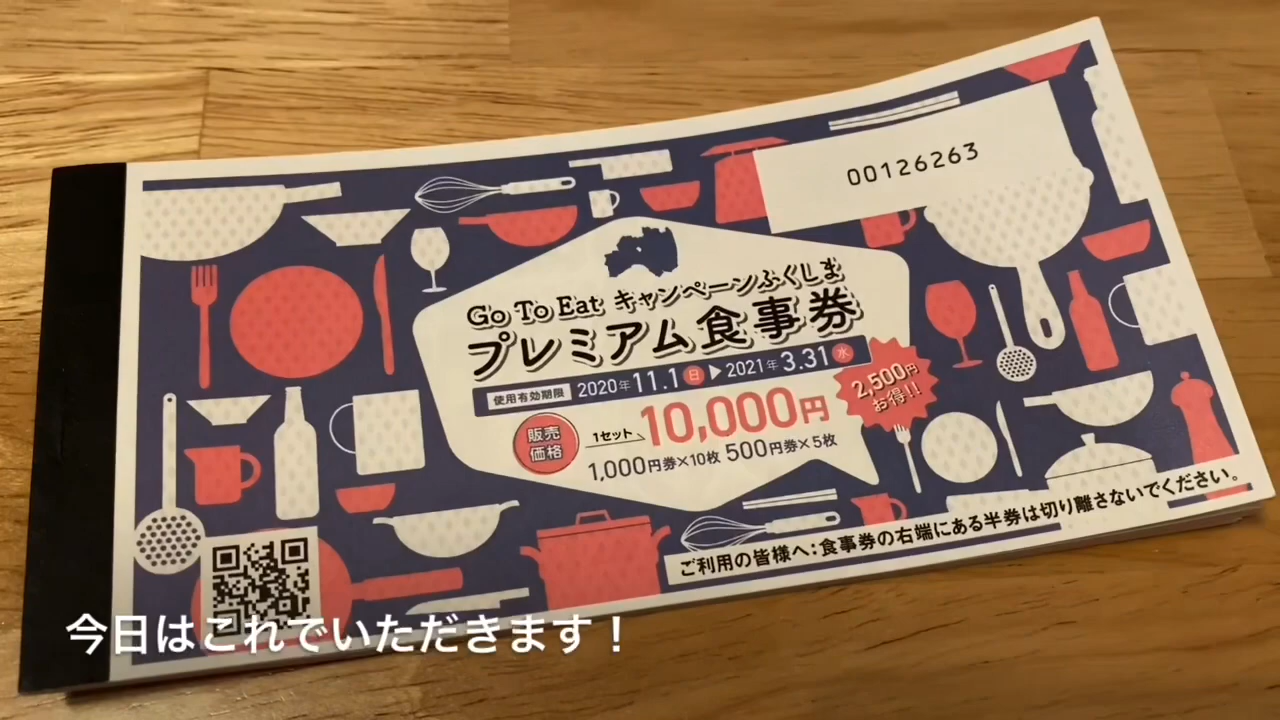 00126263
Go To Eat キャンペーンふくしま
プレミアム食事券
使用有効期限 2020年11.1日▶2021年3.31水
2,500円
お得!!
販売
価格
1セット 10,000円
1,000円券×10枚 500円券×5枚
ご利用の皆様へ:食事券の右端にある半券は切り離さないでください。
今日はこれでいただきます！